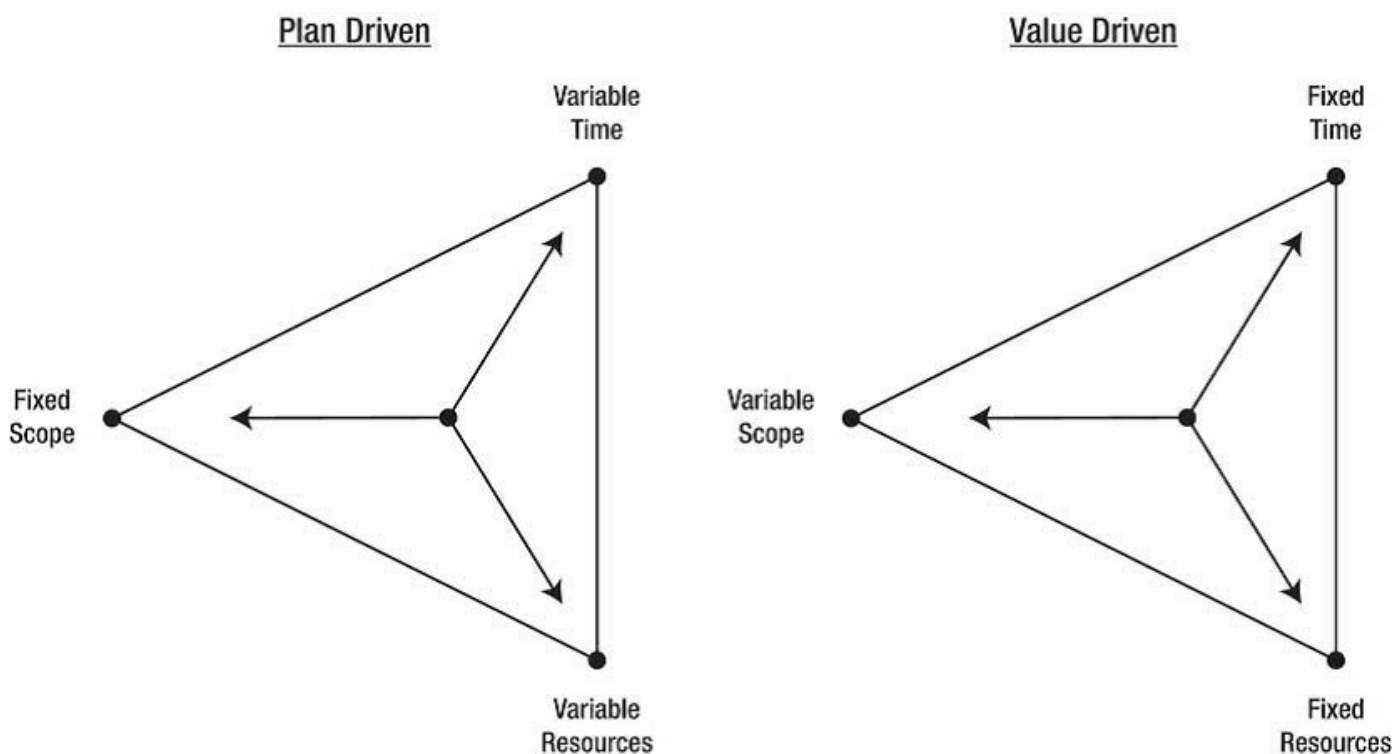 Plan Driven
Variable
Time
Fixed
Scope
Variable
Resources
Value Driven
Fixed
Time
Variable
Scope
Fixed
Resources